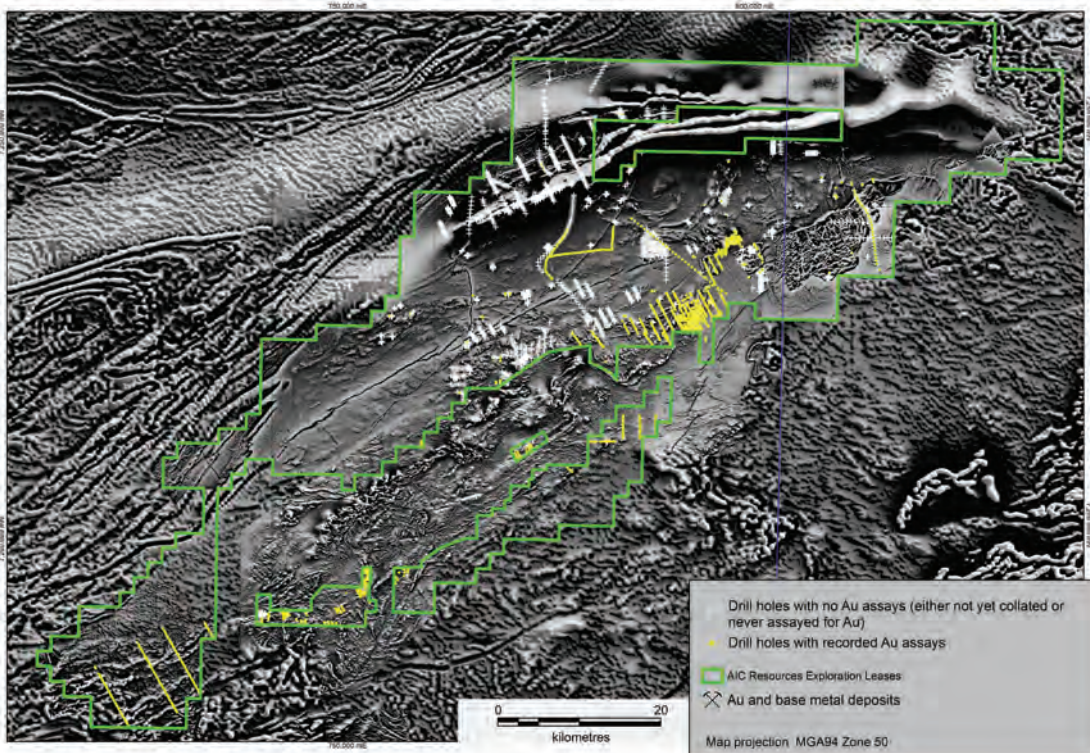 750,000 mE
800,000 mE
Drill holes with no Au assays (either not yet collated or
never assayed for Au)
Drill holes with recorded Au assays
AIC Resources Exploration Leases
Au and base metal deposits
0 20
kilometres
Map projection MGA94 Zone 50
750,000 mE